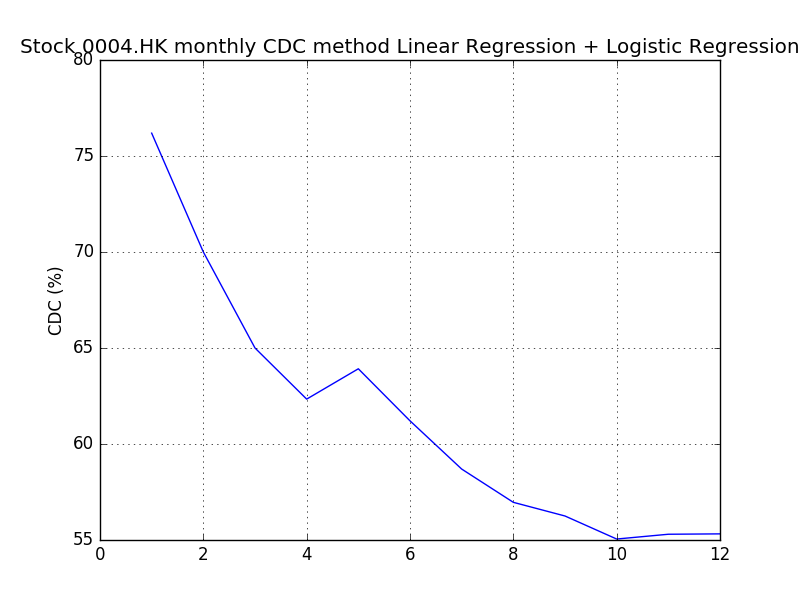 Stock 0004.HK monthly CDC method Linear Regression + Logistic Regression
80
75
70
65
60
55
CDC (%)
0 2 4 6 8 10 12